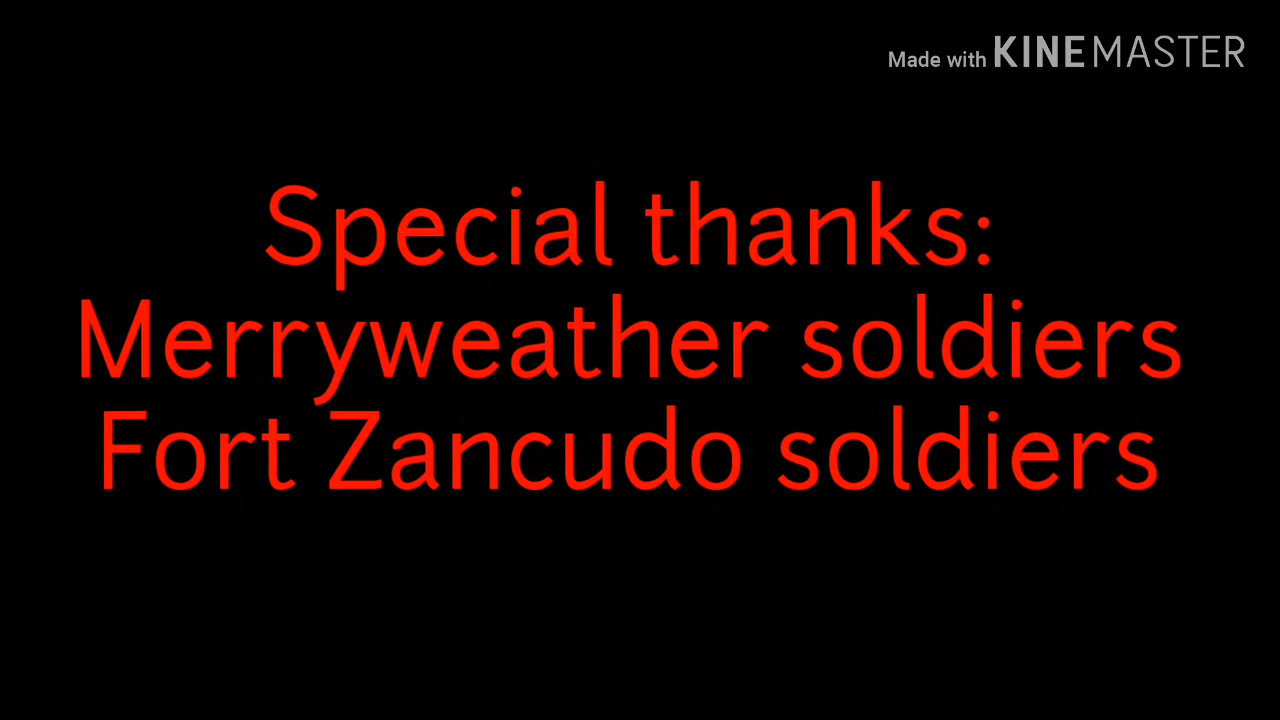 Made with KINEMASTER
Special thanks:
Merryweather soldiers
Fort Zancudo soldiers